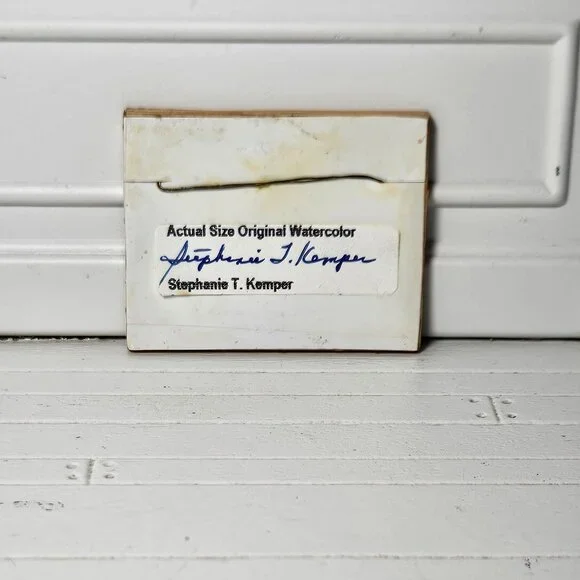 Actual Size Original Watercolor
Stephanie T. Kemper
Stephanie T. Kemper